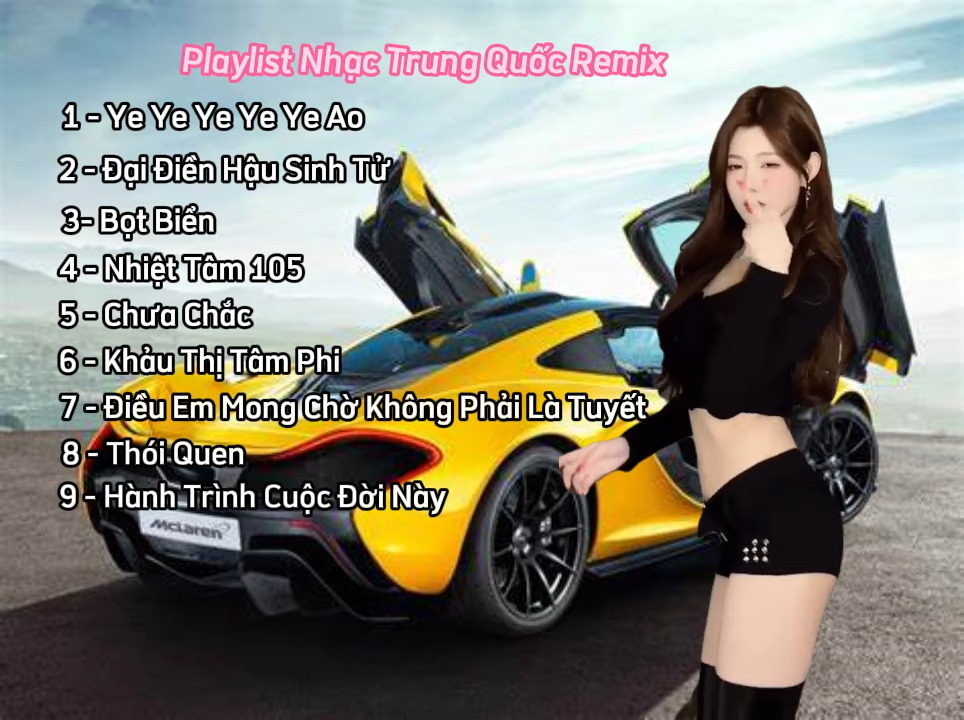 Playlist Nhạc Trung Quốc Remix
1 - Ye Ye Ye Ye Ye Ao
2 - Đại Điền Hậu Sinh Tử
3- Bọt Biển
4 - Nhiệt Tâm 105
5 - Chưa Chắc
6 - Khảu Thị Tâm Phi
7 - Điều Em Mong Chờ Không Phải Là Tuyết
8 - Thói Quen
9 - Hành Trình Cuộc Đời Này
McLaren